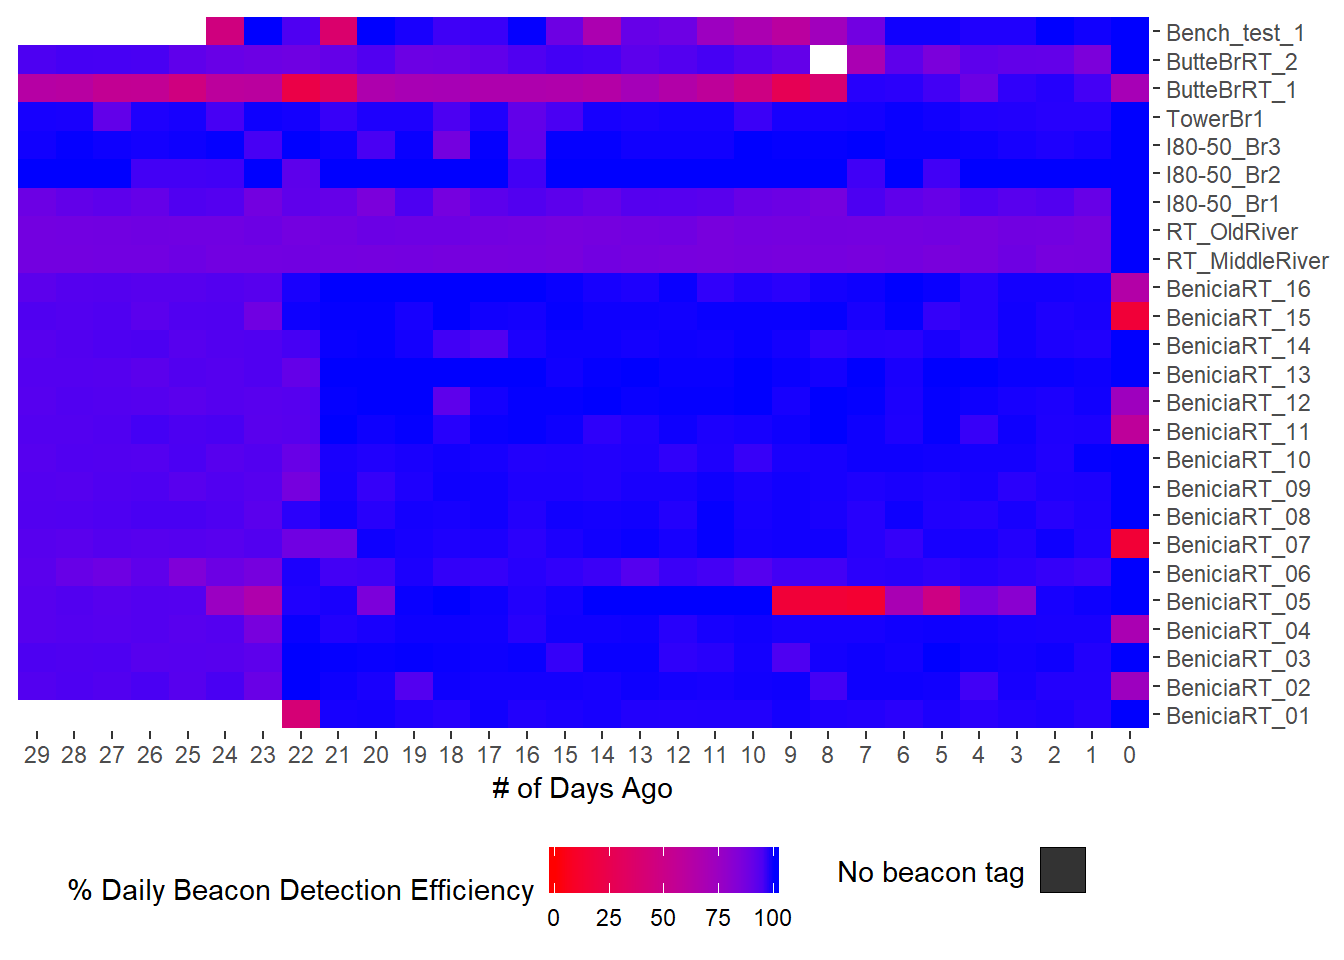 Bench_test_1
ButteBrRT_2
ButteBrRT_1
TowerBr1
I80-50_Br3
I80-50_Br2
I80-50_Br1
RT_OldRiver
RT_MiddleRiver
BeniciaRT_16
BeniciaRT_15
BeniciaRT_14
BeniciaRT_13
BeniciaRT_12
BeniciaRT_11
BeniciaRT_10
BeniciaRT_09
BeniciaRT_08
BeniciaRT_07
BeniciaRT_06
BeniciaRT_05
BeniciaRT_04
BeniciaRT_03
BeniciaRT_02
BeniciaRT_01
29 28 27 26 25 24 23 22 21 20 19 18 17 16 15 14 13 12 11 10 9 8 7 6 5 4 3 2 1 0
# of Days Ago
% Daily Beacon Detection Efficiency
0 25 50 75 100
No beacon tag